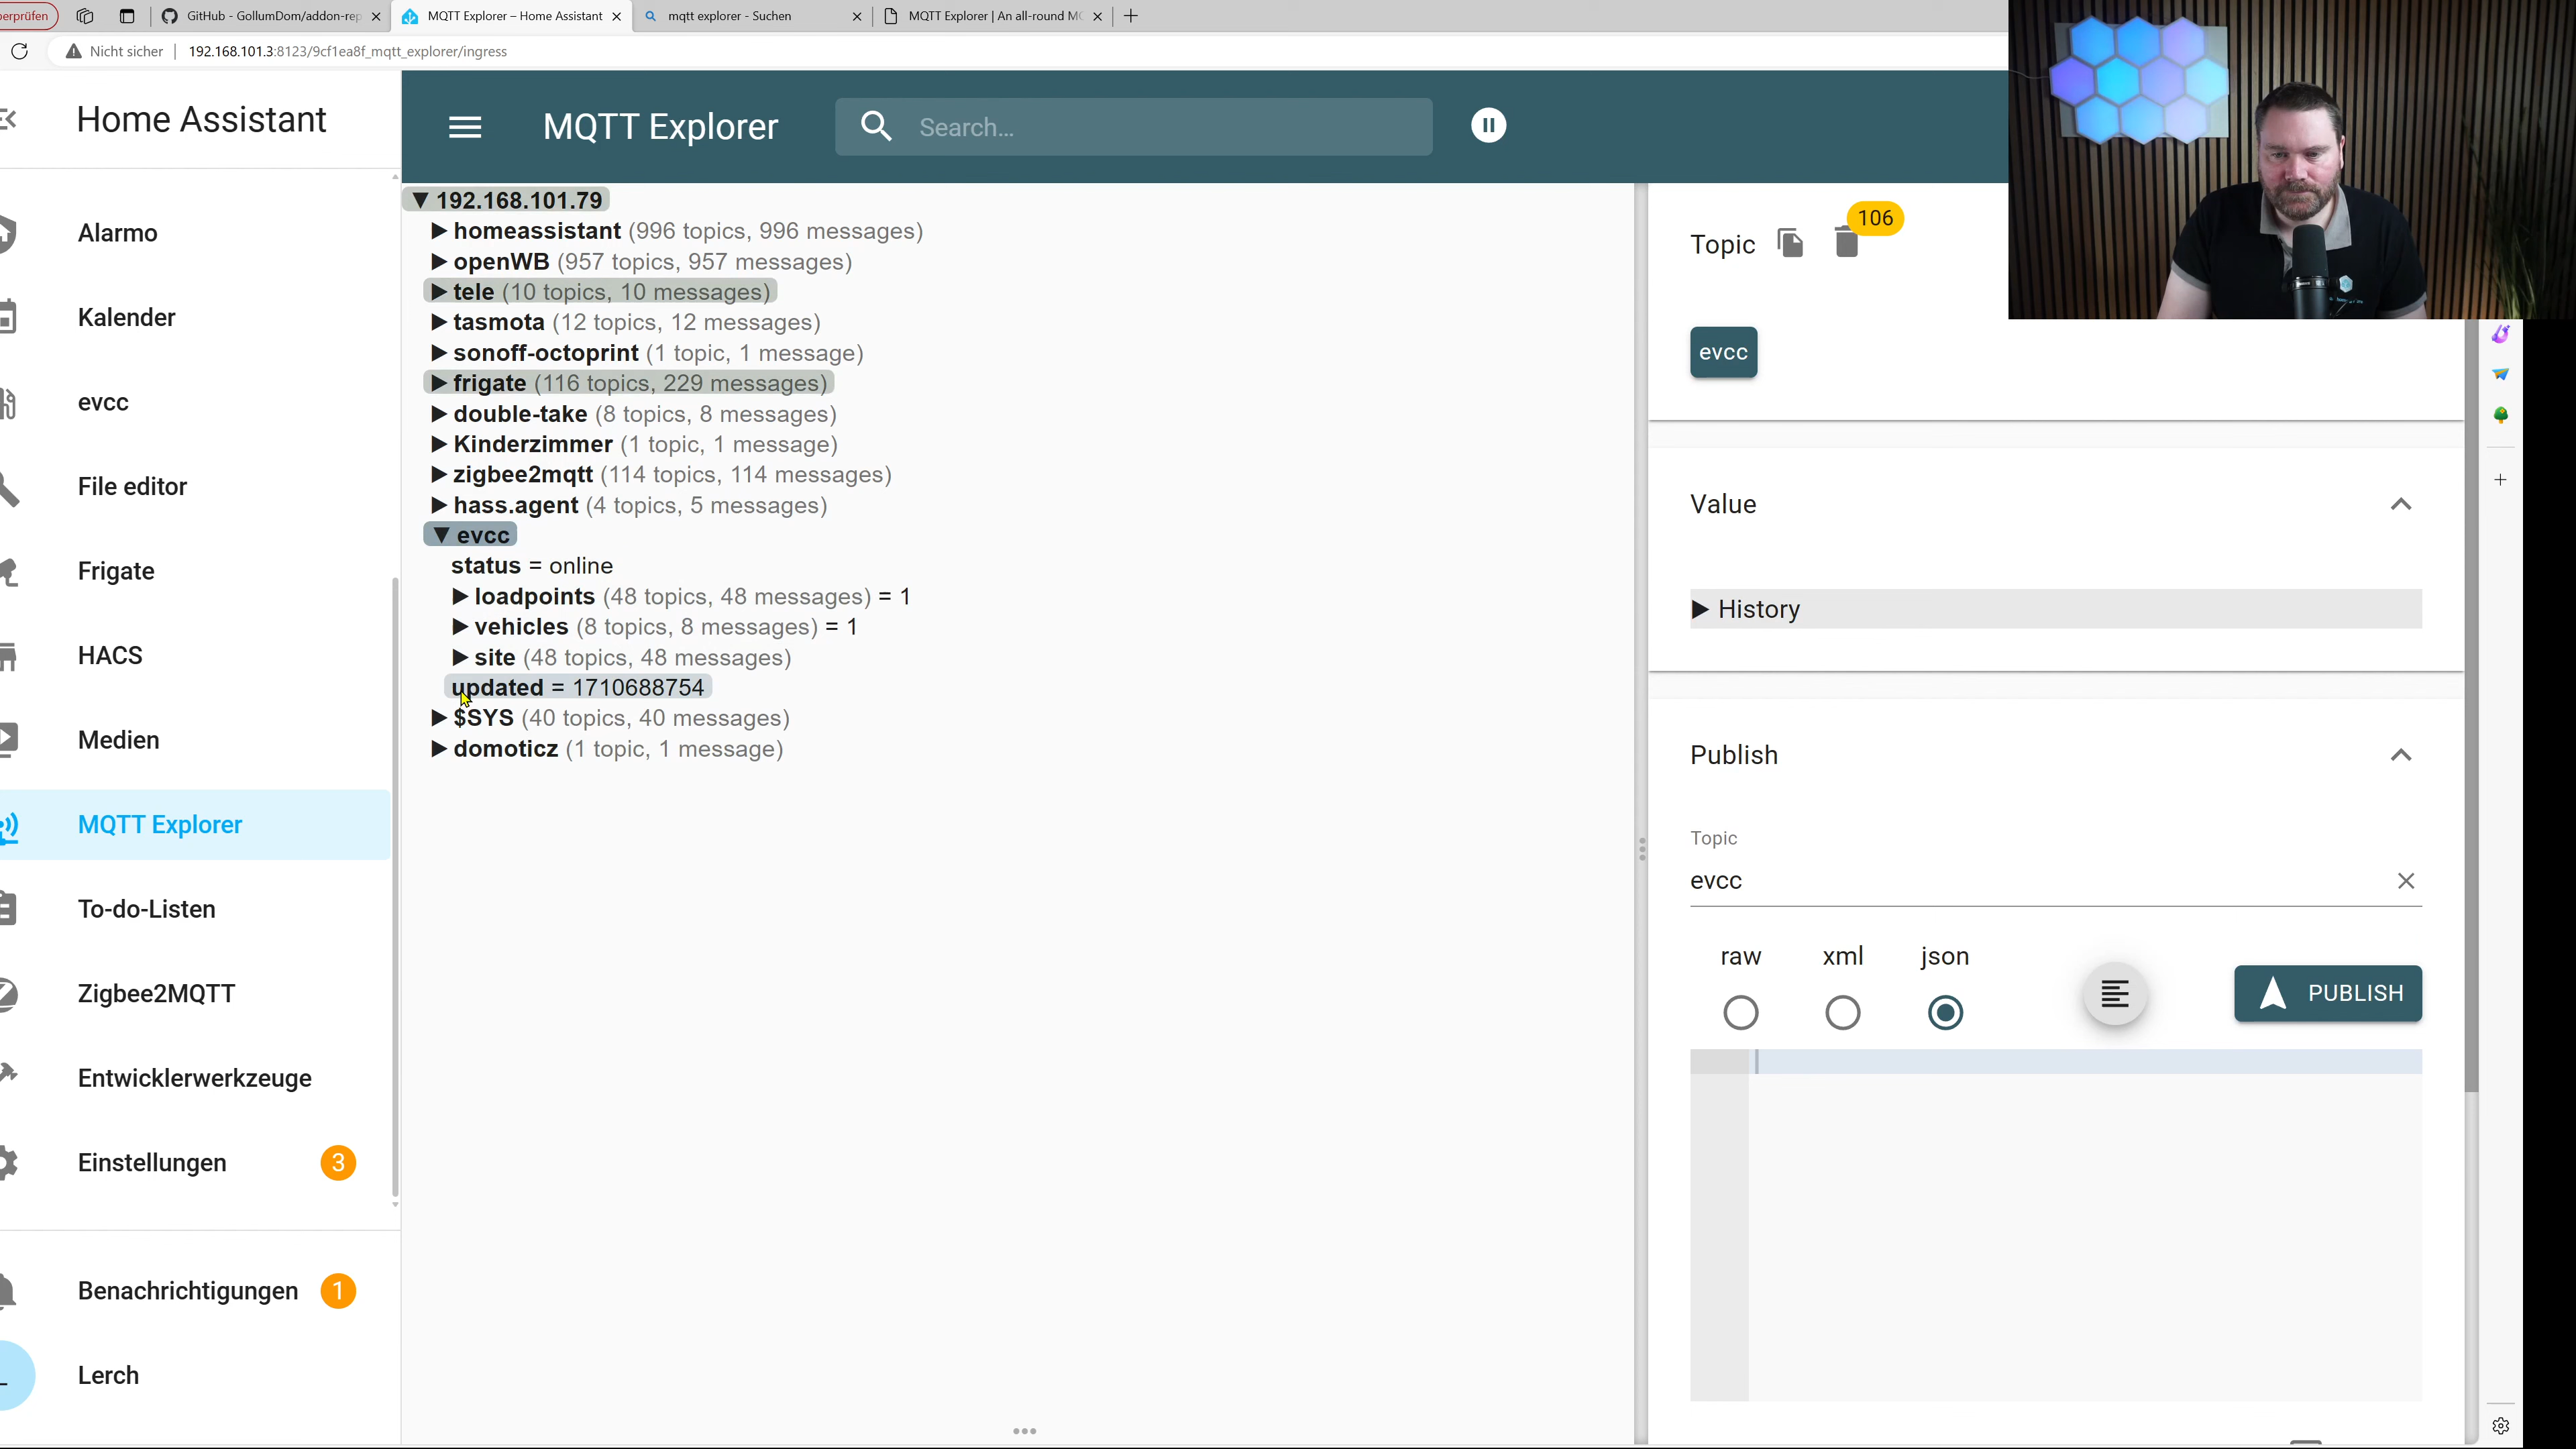 erprüfen
GitHub - GollumDom/addon-rep
MQTT Explorer – Home Assistant
mqtt explorer - Suchen
MQTT Explorer | An all-round MQ
Nicht sicher
192.168.101.3:8123/9cf1ea8f_mqtt_explorer/ingress
Home Assistant
Alarmo
Kalender
evcc
File editor
Frigate
HACS
Medien
MQTT Explorer
To-do-Listen
Zigbee2MQTT
Entwicklerwerkzeuge
Einstellungen 3
Benachrichtigungen 1
Lerch
MQTT Explorer
Search...
192.168.101.79
homeassistant (996 topics, 996 messages)
openWB (957 topics, 957 messages)
tele (10 topics, 10 messages)
tasmota (12 topics, 12 messages)
sonoff-octoprint (1 topic, 1 message)
frigate (116 topics, 229 messages)
double-take (8 topics, 8 messages)
Kinderzimmer (1 topic, 1 message)
zigbee2mqtt (114 topics, 114 messages)
hass.agent (4 topics, 5 messages)
evcc
status = online
loadpoints (48 topics, 48 messages) = 1
vehicles (8 topics, 8 messages) = 1
site (48 topics, 48 messages)
updated = 1710688754
$SYS (40 topics, 40 messages)
domoticz (1 topic, 1 message)
Topic
106
evcc
Value
History
Publish
Topic
evcc
raw
xml
json
PUBLISH